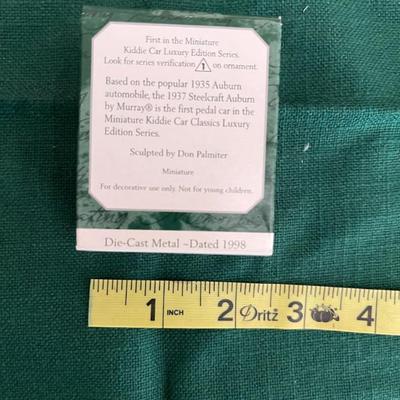 First in the Miniature
Kiddie Car Luxury Edition Series.
Look for series verification 1 on ornament.
Based on the popular 1935 Auburn
automobile, the 1937 Steelcraft Auburn
by Murray® is the first pedal car in the
Miniature Kiddie Car Classics Luxury
Edition Series.
Sculpted by Don Palmiter
Miniature
For decorative use only. Not for young children.
Die-Cast Metal ~Dated 1998
1 INCH 2 Dritz 3 4